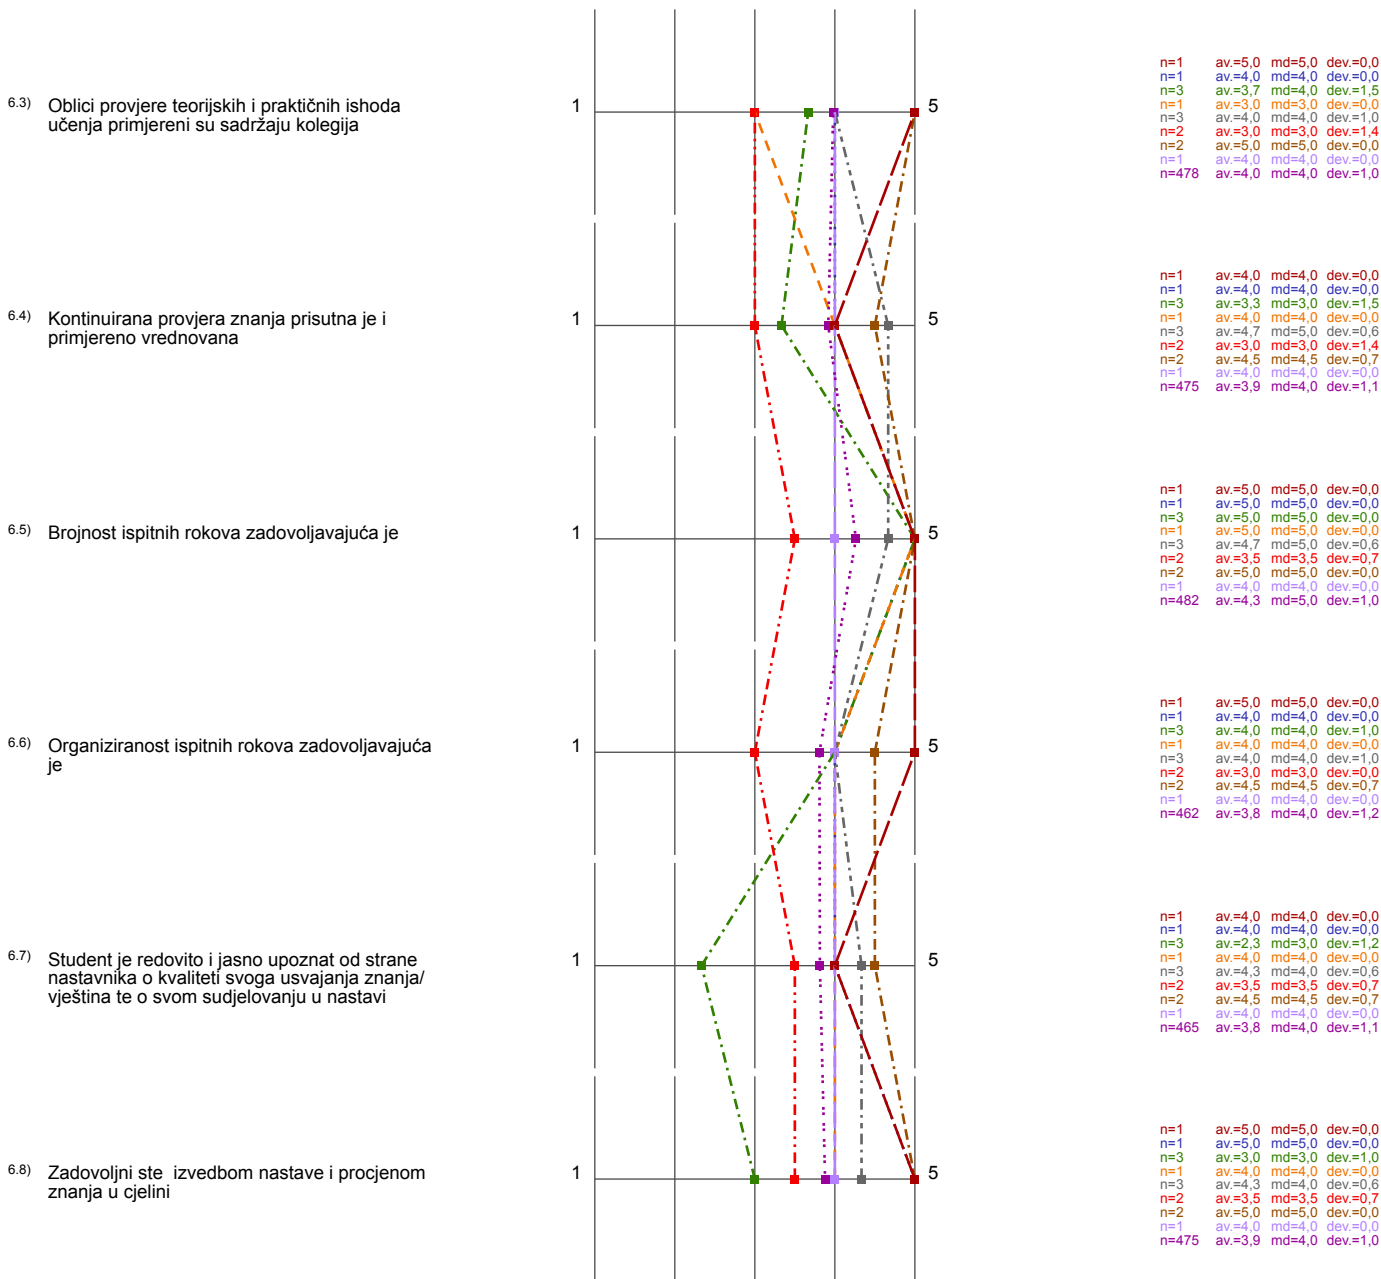 n=1 av.=5,0 md=5,0 dev.=0,0
n=1 av.=4,0 md=4,0 dev.=0,0
n=3 av.=3,7 md=4,0 dev.=1,5
n=1 av.=3,0 md=3,0 dev.=0,0
n=3 av.=4,0 md=4,0 dev.=1,0
n=2 av.=3,0 md=3,0 dev.=1,4
n=2 av.=5,0 md=5,0 dev.=0,0
n=1 av.=4,0 md=4,0 dev.=0,0
n=478 av.=4,0 md=4,0 dev.=1,0
6.3) Oblici provjere teorijskih i praktičnih ishoda
učenja primjereni su sadržaju kolegija
1 5
n=1 av.=4,0 md=4,0 dev.=0,0
n=1 av.=4,0 md=4,0 dev.=0,0
n=3 av.=3,3 md=3,0 dev.=1,5
n=1 av.=4,0 md=4,0 dev.=0,0
n=3 av.=4,7 md=5,0 dev.=0,6
n=2 av.=3,0 md=3,0 dev.=1,4
n=2 av.=4,5 md=4,5 dev.=0,7
n=1 av.=4,0 md=4,0 dev.=0,0
n=475 av.=3,9 md=4,0 dev.=1,1
6.4) Kontinuirana provjera znanja prisutna je i
primjereno vrednovana
1 5
n=1 av.=5,0 md=5,0 dev.=0,0
n=1 av.=5,0 md=5,0 dev.=0,0
n=3 av.=5,0 md=5,0 dev.=0,0
n=1 av.=5,0 md=5,0 dev.=0,0
n=3 av.=4,7 md=5,0 dev.=0,6
n=2 av.=3,5 md=3,5 dev.=0,7
n=2 av.=5,0 md=5,0 dev.=0,0
n=1 av.=4,0 md=4,0 dev.=0,0
n=482 av.=4,3 md=5,0 dev.=1,0
6.5) Brojnost ispitnih rokova zadovoljavajuća je
1 5
n=1 av.=5,0 md=5,0 dev.=0,0
n=1 av.=4,0 md=4,0 dev.=0,0
n=3 av.=4,0 md=4,0 dev.=1,0
n=1 av.=4,0 md=4,0 dev.=0,0
n=3 av.=4,0 md=4,0 dev.=1,0
n=2 av.=3,0 md=3,0 dev.=0,0
n=2 av.=4,5 md=4,5 dev.=0,7
n=1 av.=4,0 md=4,0 dev.=0,0
n=462 av.=3,8 md=4,0 dev.=1,2
6.6) Organiziranost ispitnih rokova zadovoljavajuća
je
1 5
n=1 av.=4,0 md=4,0 dev.=0,0
n=1 av.=4,0 md=4,0 dev.=0,0
n=3 av.=2,3 md=3,0 dev.=1,2
n=1 av.=4,0 md=4,0 dev.=0,0
n=3 av.=4,3 md=4,0 dev.=0,6
n=2 av.=3,5 md=3,5 dev.=0,7
n=2 av.=4,5 md=4,5 dev.=0,7
n=1 av.=4,0 md=4,0 dev.=0,0
n=465 av.=3,8 md=4,0 dev.=1,1
6.7) Student je redovito i jasno upoznat od strane
nastavnika o kvaliteti svoga usvajanja znanja/
vještina te o svom sudjelovanju u nastavi
1 5
n=1 av.=5,0 md=5,0 dev.=0,0
n=1 av.=5,0 md=5,0 dev.=0,0
n=3 av.=3,0 md=3,0 dev.=1,0
n=1 av.=4,0 md=4,0 dev.=0,0
n=3 av.=4,3 md=4,0 dev.=0,6
n=2 av.=3,5 md=3,5 dev.=0,7
n=2 av.=5,0 md=5,0 dev.=0,0
n=1 av.=4,0 md=4,0 dev.=0,0
n=475 av.=3,9 md=4,0 dev.=1,0
6.8) Zadovoljni ste izvedbom nastave i procjenom
znanja u cjelini
1 5